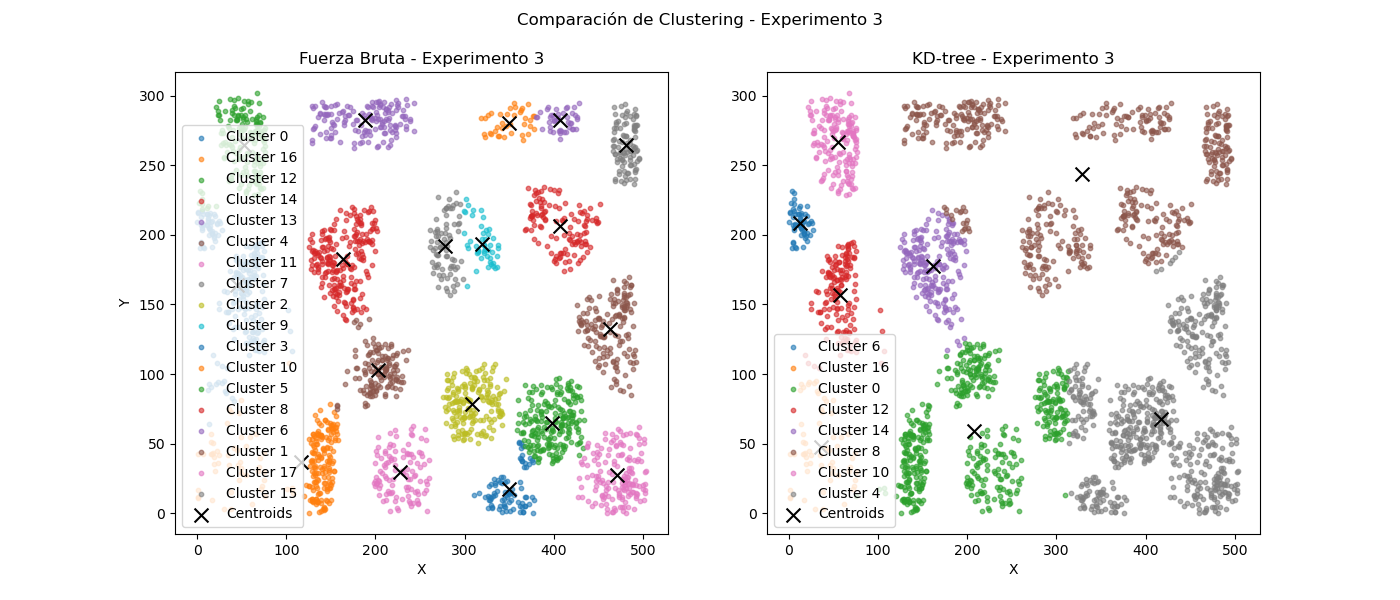 Comparación de Clustering - Experimento 3
Fuerza Bruta - Experimento 3
Y
300
250
200
150
100
50
0
Cluster 0
Cluster 16
Cluster 12
Cluster 14
Cluster 13
Cluster 4
Cluster 11
Cluster 7
Cluster 2
Cluster 9
Cluster 3
Cluster 10
Cluster 5
Cluster 8
Cluster 6
Cluster 1
Cluster 17
Cluster 15
Centroids
0 100 200 300 400 500
X
KD-tree - Experimento 3
300
250
200
150
100
50
0
Cluster 6
Cluster 16
Cluster 0
Cluster 12
Cluster 14
Cluster 8
Cluster 10
Cluster 4
Centroids
0 100 200 300 400 500
X